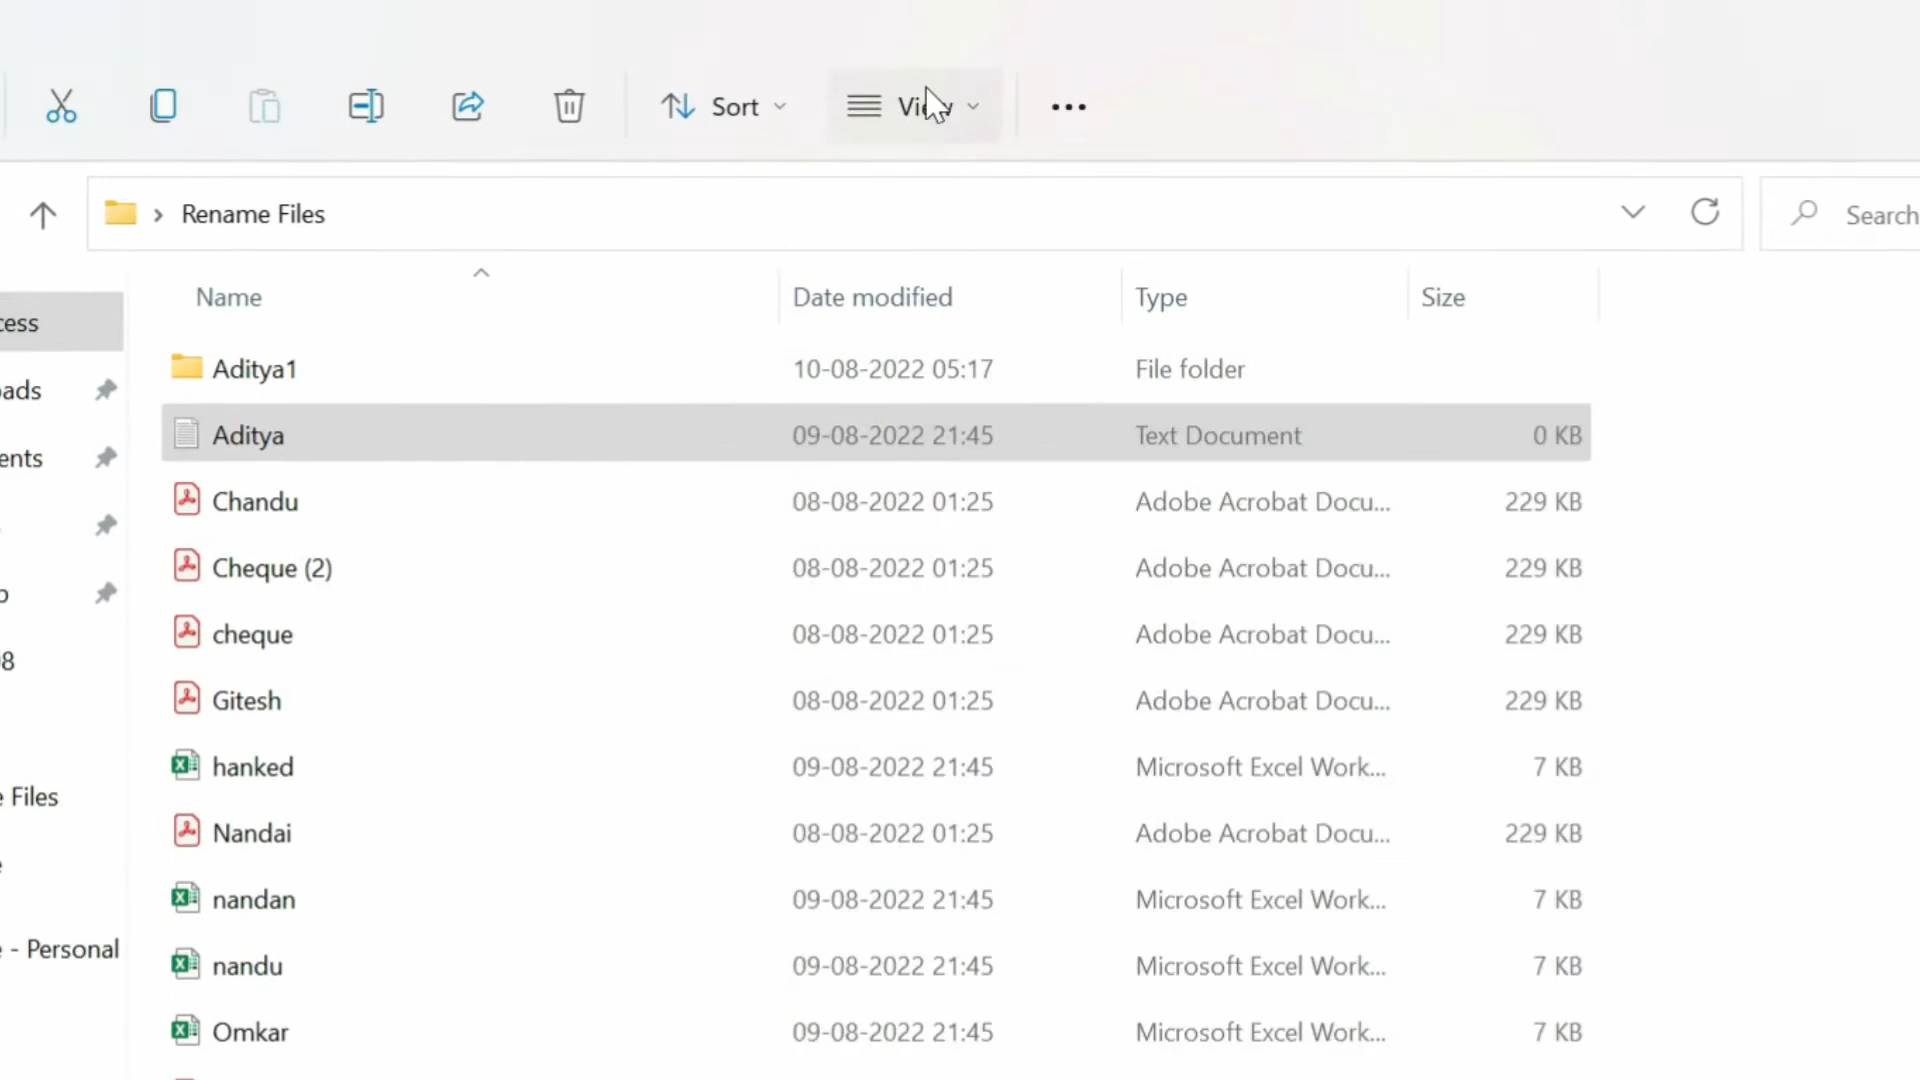 Sort View
Rename Files Search
Name Date modified Type Size
cess
Aditya1 10-08-2022 05:17 File folder
oads
Aditya 09-08-2022 21:45 Text Document 0 KB
ents
Chandu 08-08-2022 01:25 Adobe Acrobat Docu... 229 KB
Cheque (2) 08-08-2022 01:25 Adobe Acrobat Docu... 229 KB
cheque 08-08-2022 01:25 Adobe Acrobat Docu... 229 KB
8
Gitesh 08-08-2022 01:25 Adobe Acrobat Docu... 229 KB
hanked 09-08-2022 21:45 Microsoft Excel Work... 7 KB
e Files
Nandai 08-08-2022 01:25 Adobe Acrobat Docu... 229 KB
nandan 09-08-2022 21:45 Microsoft Excel Work... 7 KB
e - Personal
nandu 09-08-2022 21:45 Microsoft Excel Work... 7 KB
Omkar 09-08-2022 21:45 Microsoft Excel Work... 7 KB